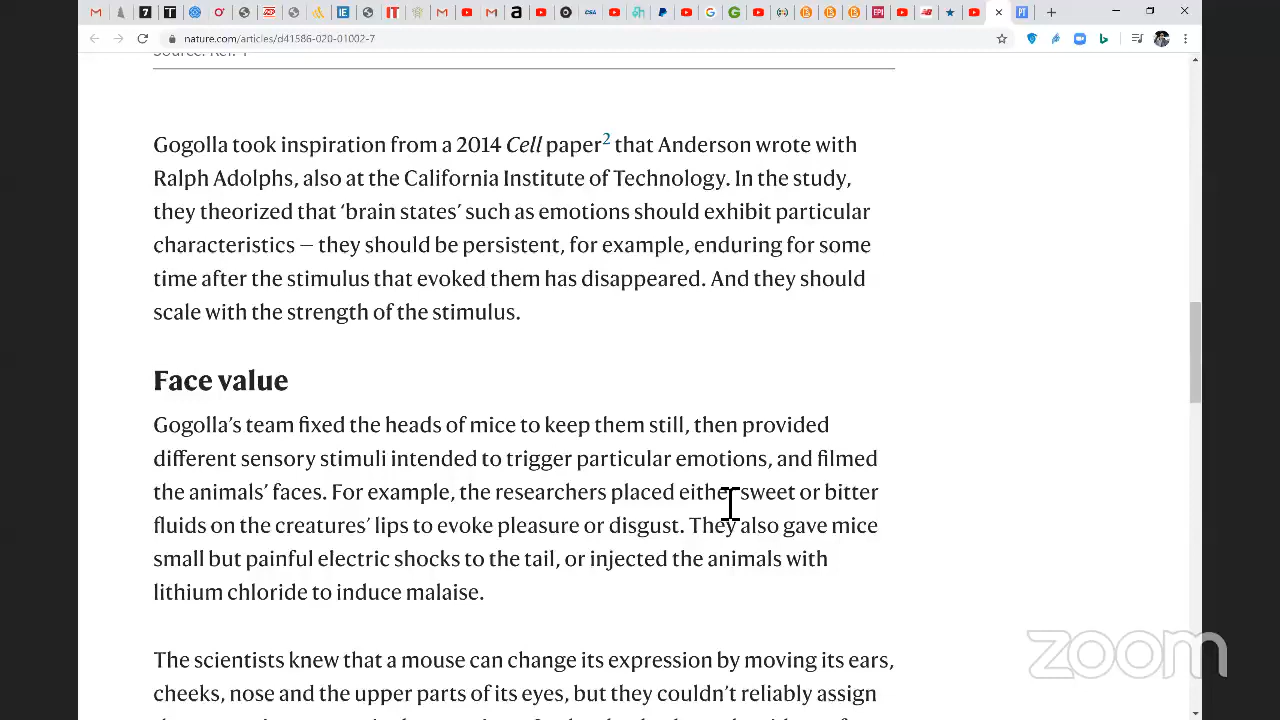 nature.com/articles/d41586-020-01002-7
Gogolla took inspiration from a 2014 Cell paper2 that Anderson wrote with
Ralph Adolphs, also at the California Institute of Technology. In the study,
they theorized that ‘brain states’ such as emotions should exhibit particular
characteristics – they should be persistent, for example, enduring for some
time after the stimulus that evoked them has disappeared. And they should
scale with the strength of the stimulus.
Face value
Gogolla’s team fixed the heads of mice to keep them still, then provided
different sensory stimuli intended to trigger particular emotions, and filmed
the animals’ faces. For example, the researchers placed either sweet or bitter
fluids on the creatures’ lips to evoke pleasure or disgust. They also gave mice
small but painful electric shocks to the tail, or injected the animals with
lithium chloride to induce malaise.
The scientists knew that a mouse can change its expression by moving its ears,
cheeks, nose and the upper parts of its eyes, but they couldn’t reliably assign
zoom